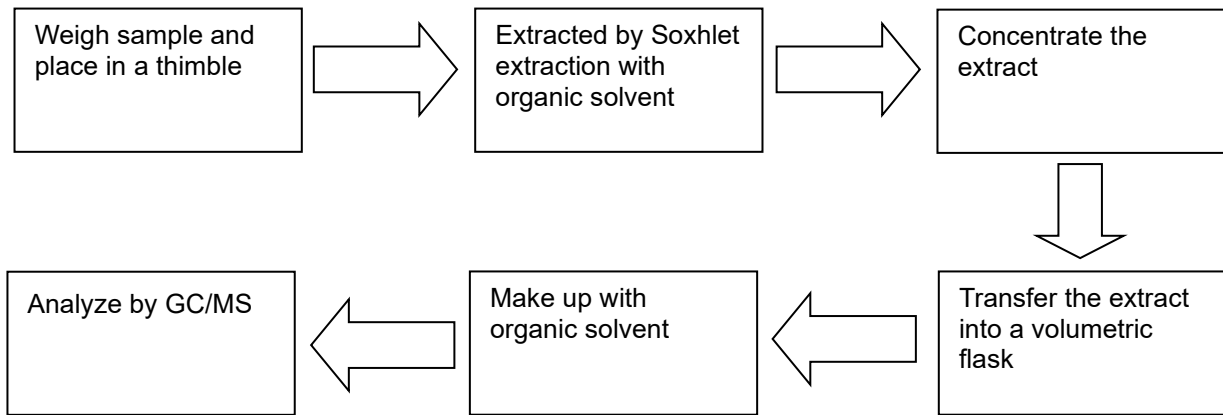 Weigh sample and
place in a thimble
Extracted by Soxhlet
extraction with
organic solvent
Concentrate the
extract
Transfer the extract
into a volumetric
flask
Make up with
organic solvent
Analyze by GC/MS